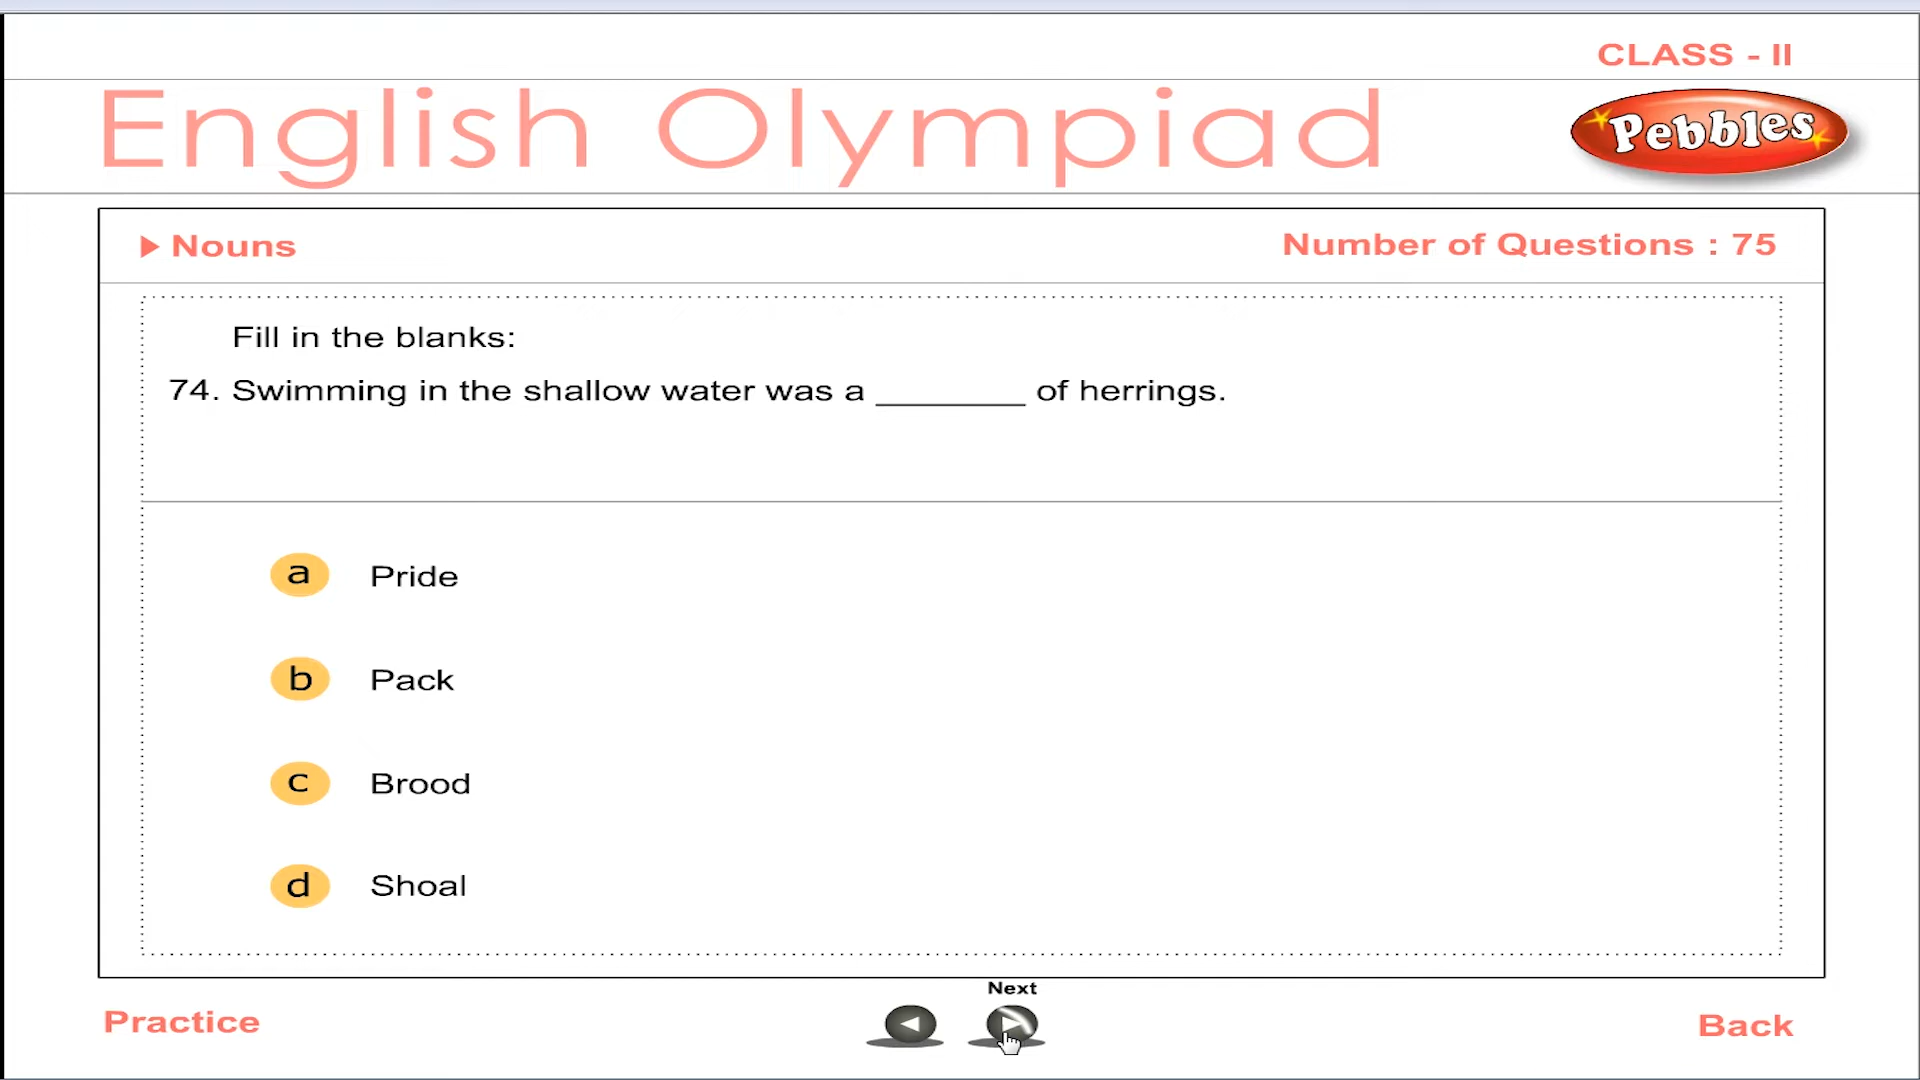 CLASS - II
English Olympiad
Pebbles
Nouns
Number of Questions : 75
Fill in the blanks:
74. Swimming in the shallow water was a ________ of herrings.
a Pride
b Pack
c Brood
d Shoal
Next
Practice
Back